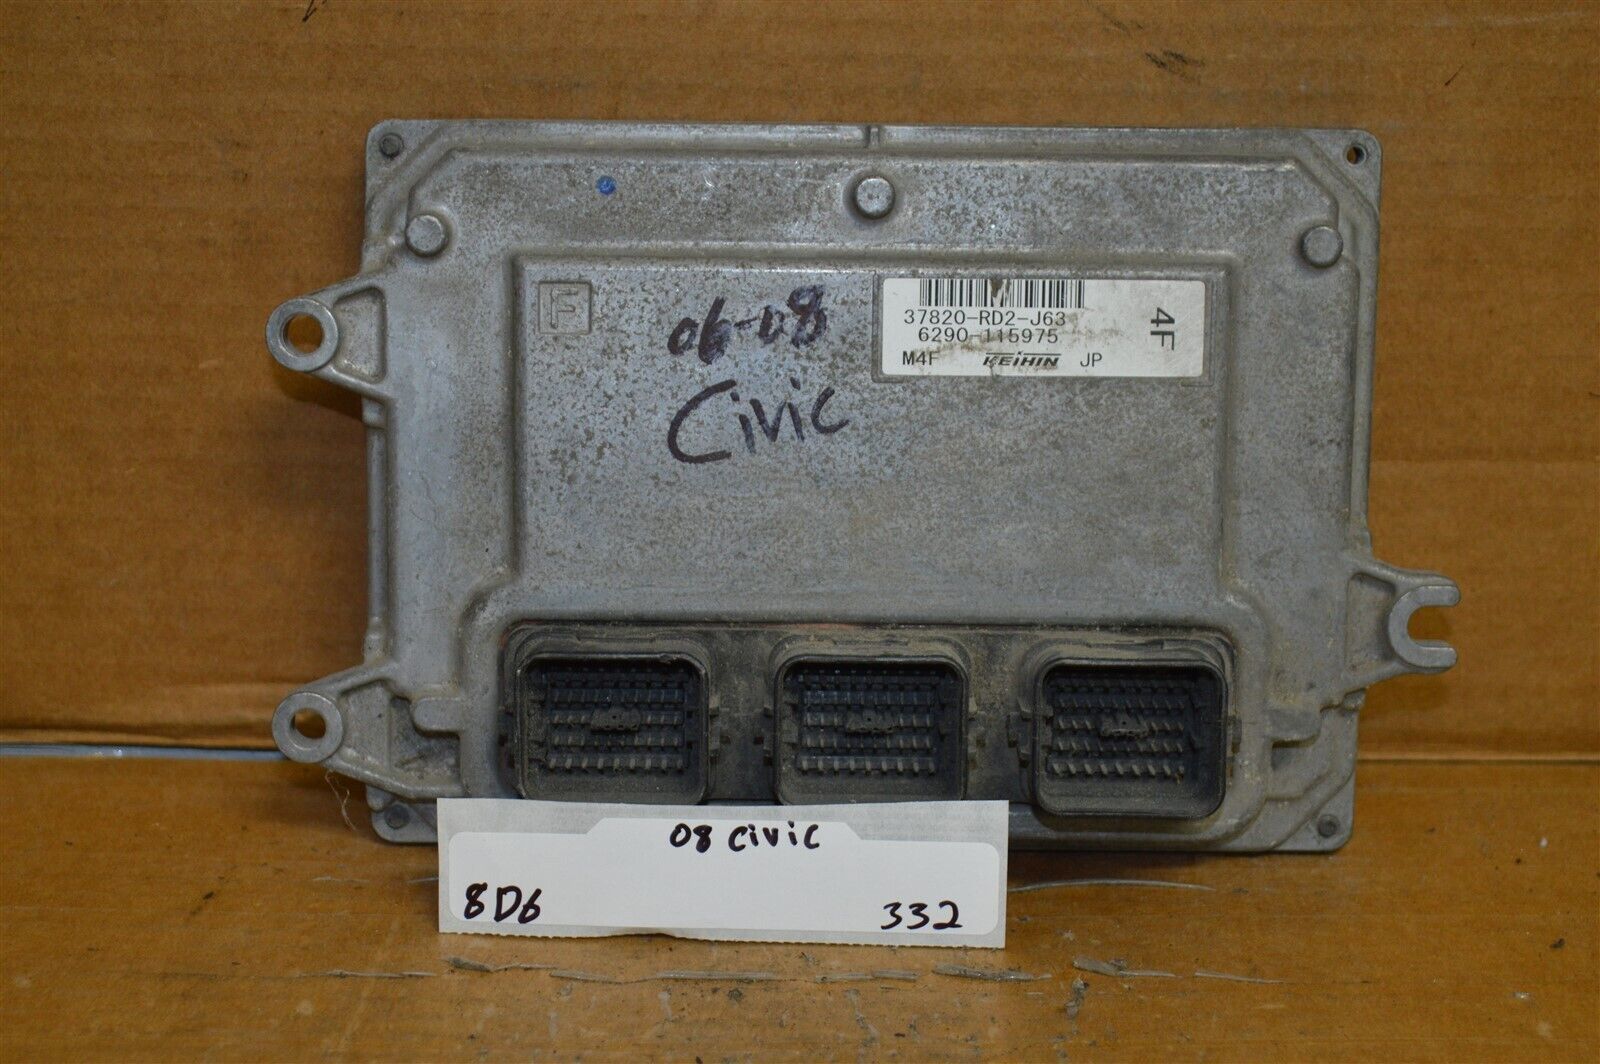 F
06-08
Civic
37820-RD2-J63
6290-115975
M4F KEIHIN JP
4F
08 civic
8D6
332